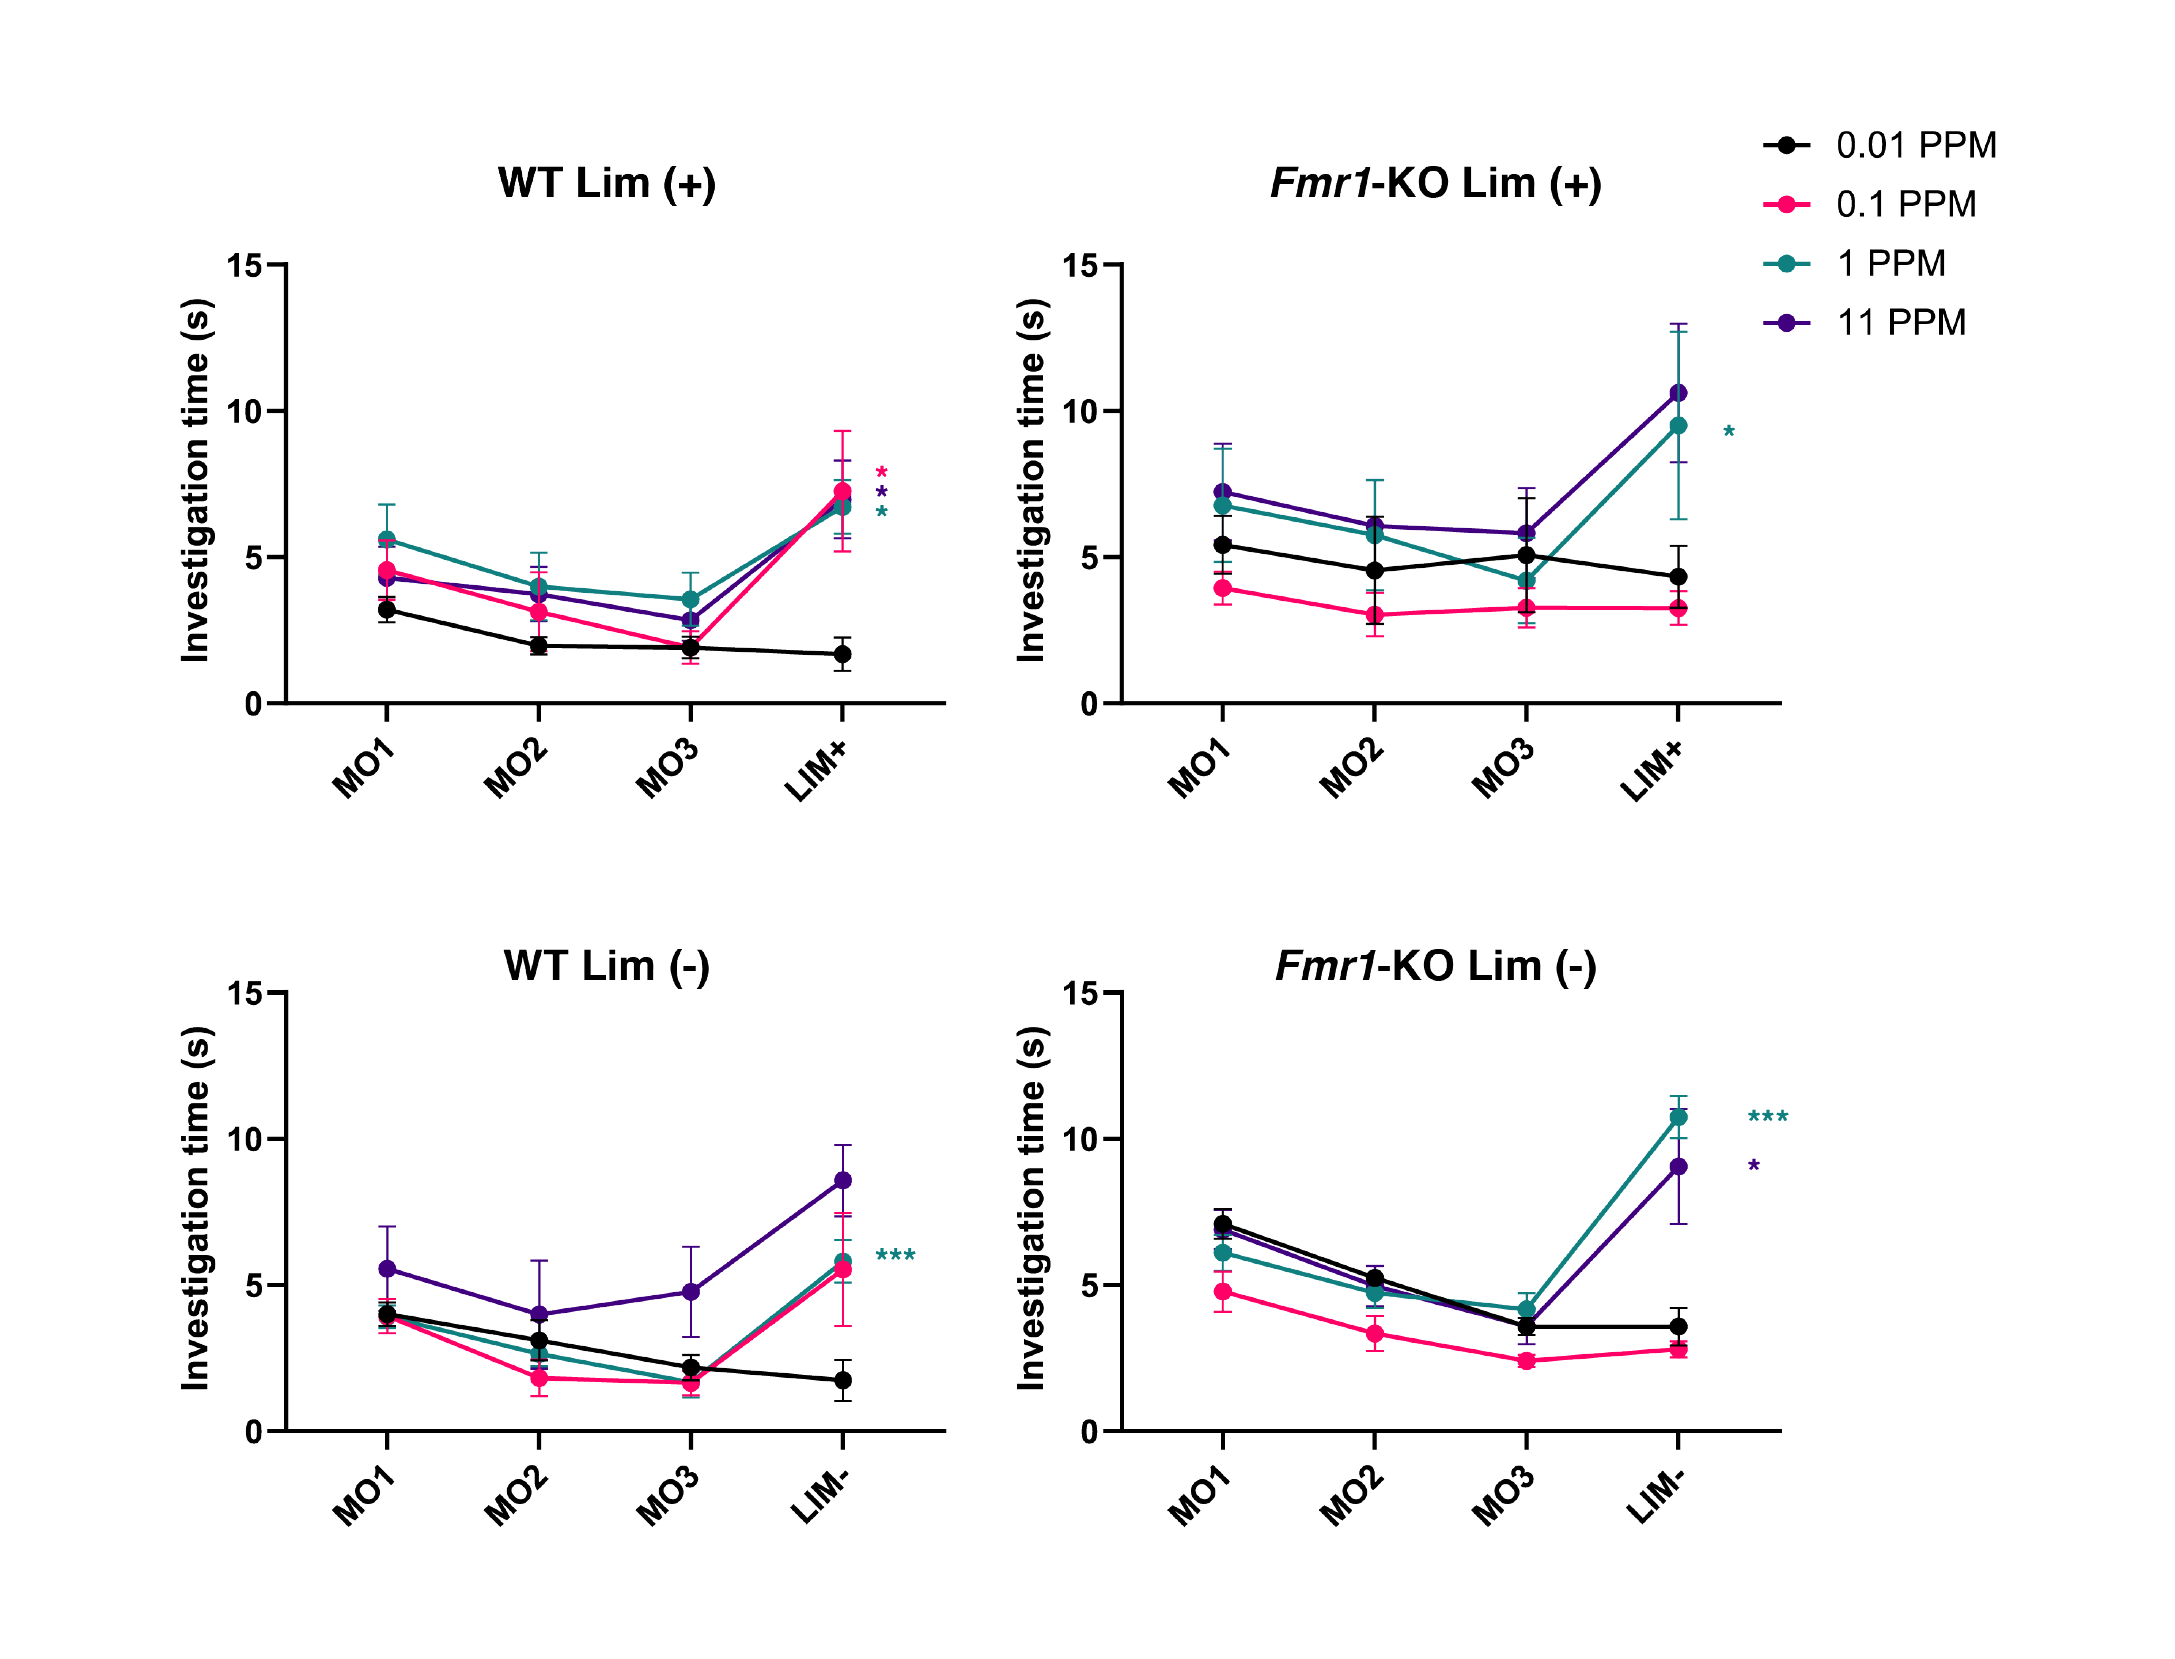 0.01 PPM
0.1 PPM
1 PPM
11 PPM
WT Lim (+)
15
10
5
0
Investigation time (s)
*
*
*
MO1
MO2
MO3
LIM+
Fmr1-KO Lim (+)
15
10
5
0
Investigation time (s)
*
MO1
MO2
MO3
LIM+
WT Lim (-)
15
10
5
0
Investigation time (s)
***
MO1
MO2
MO3
LIM-
Fmr1-KO Lim (-)
15
10
5
0
Investigation time (s)
***
*
MO1
MO2
MO3
LIM-